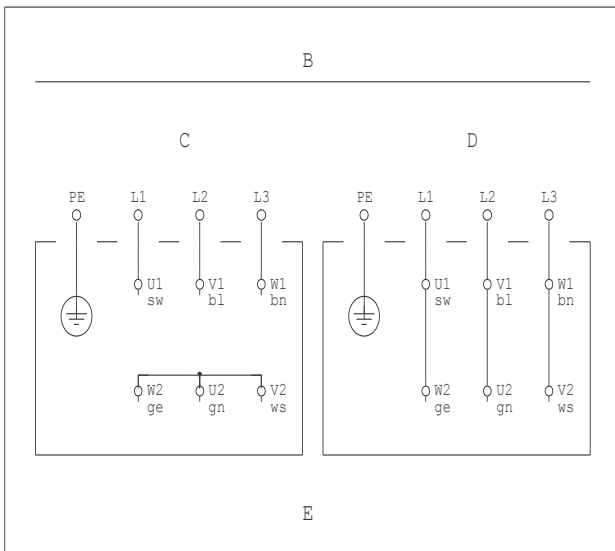 B
C D
PE L1 L2 L3 PE L1 L2 L3
U1 V1 W1 U1 V1 W1
sw bl bn sw bl bn
W2 U2 V2 W2 U2 V2
ge gn ws ge gn ws
E